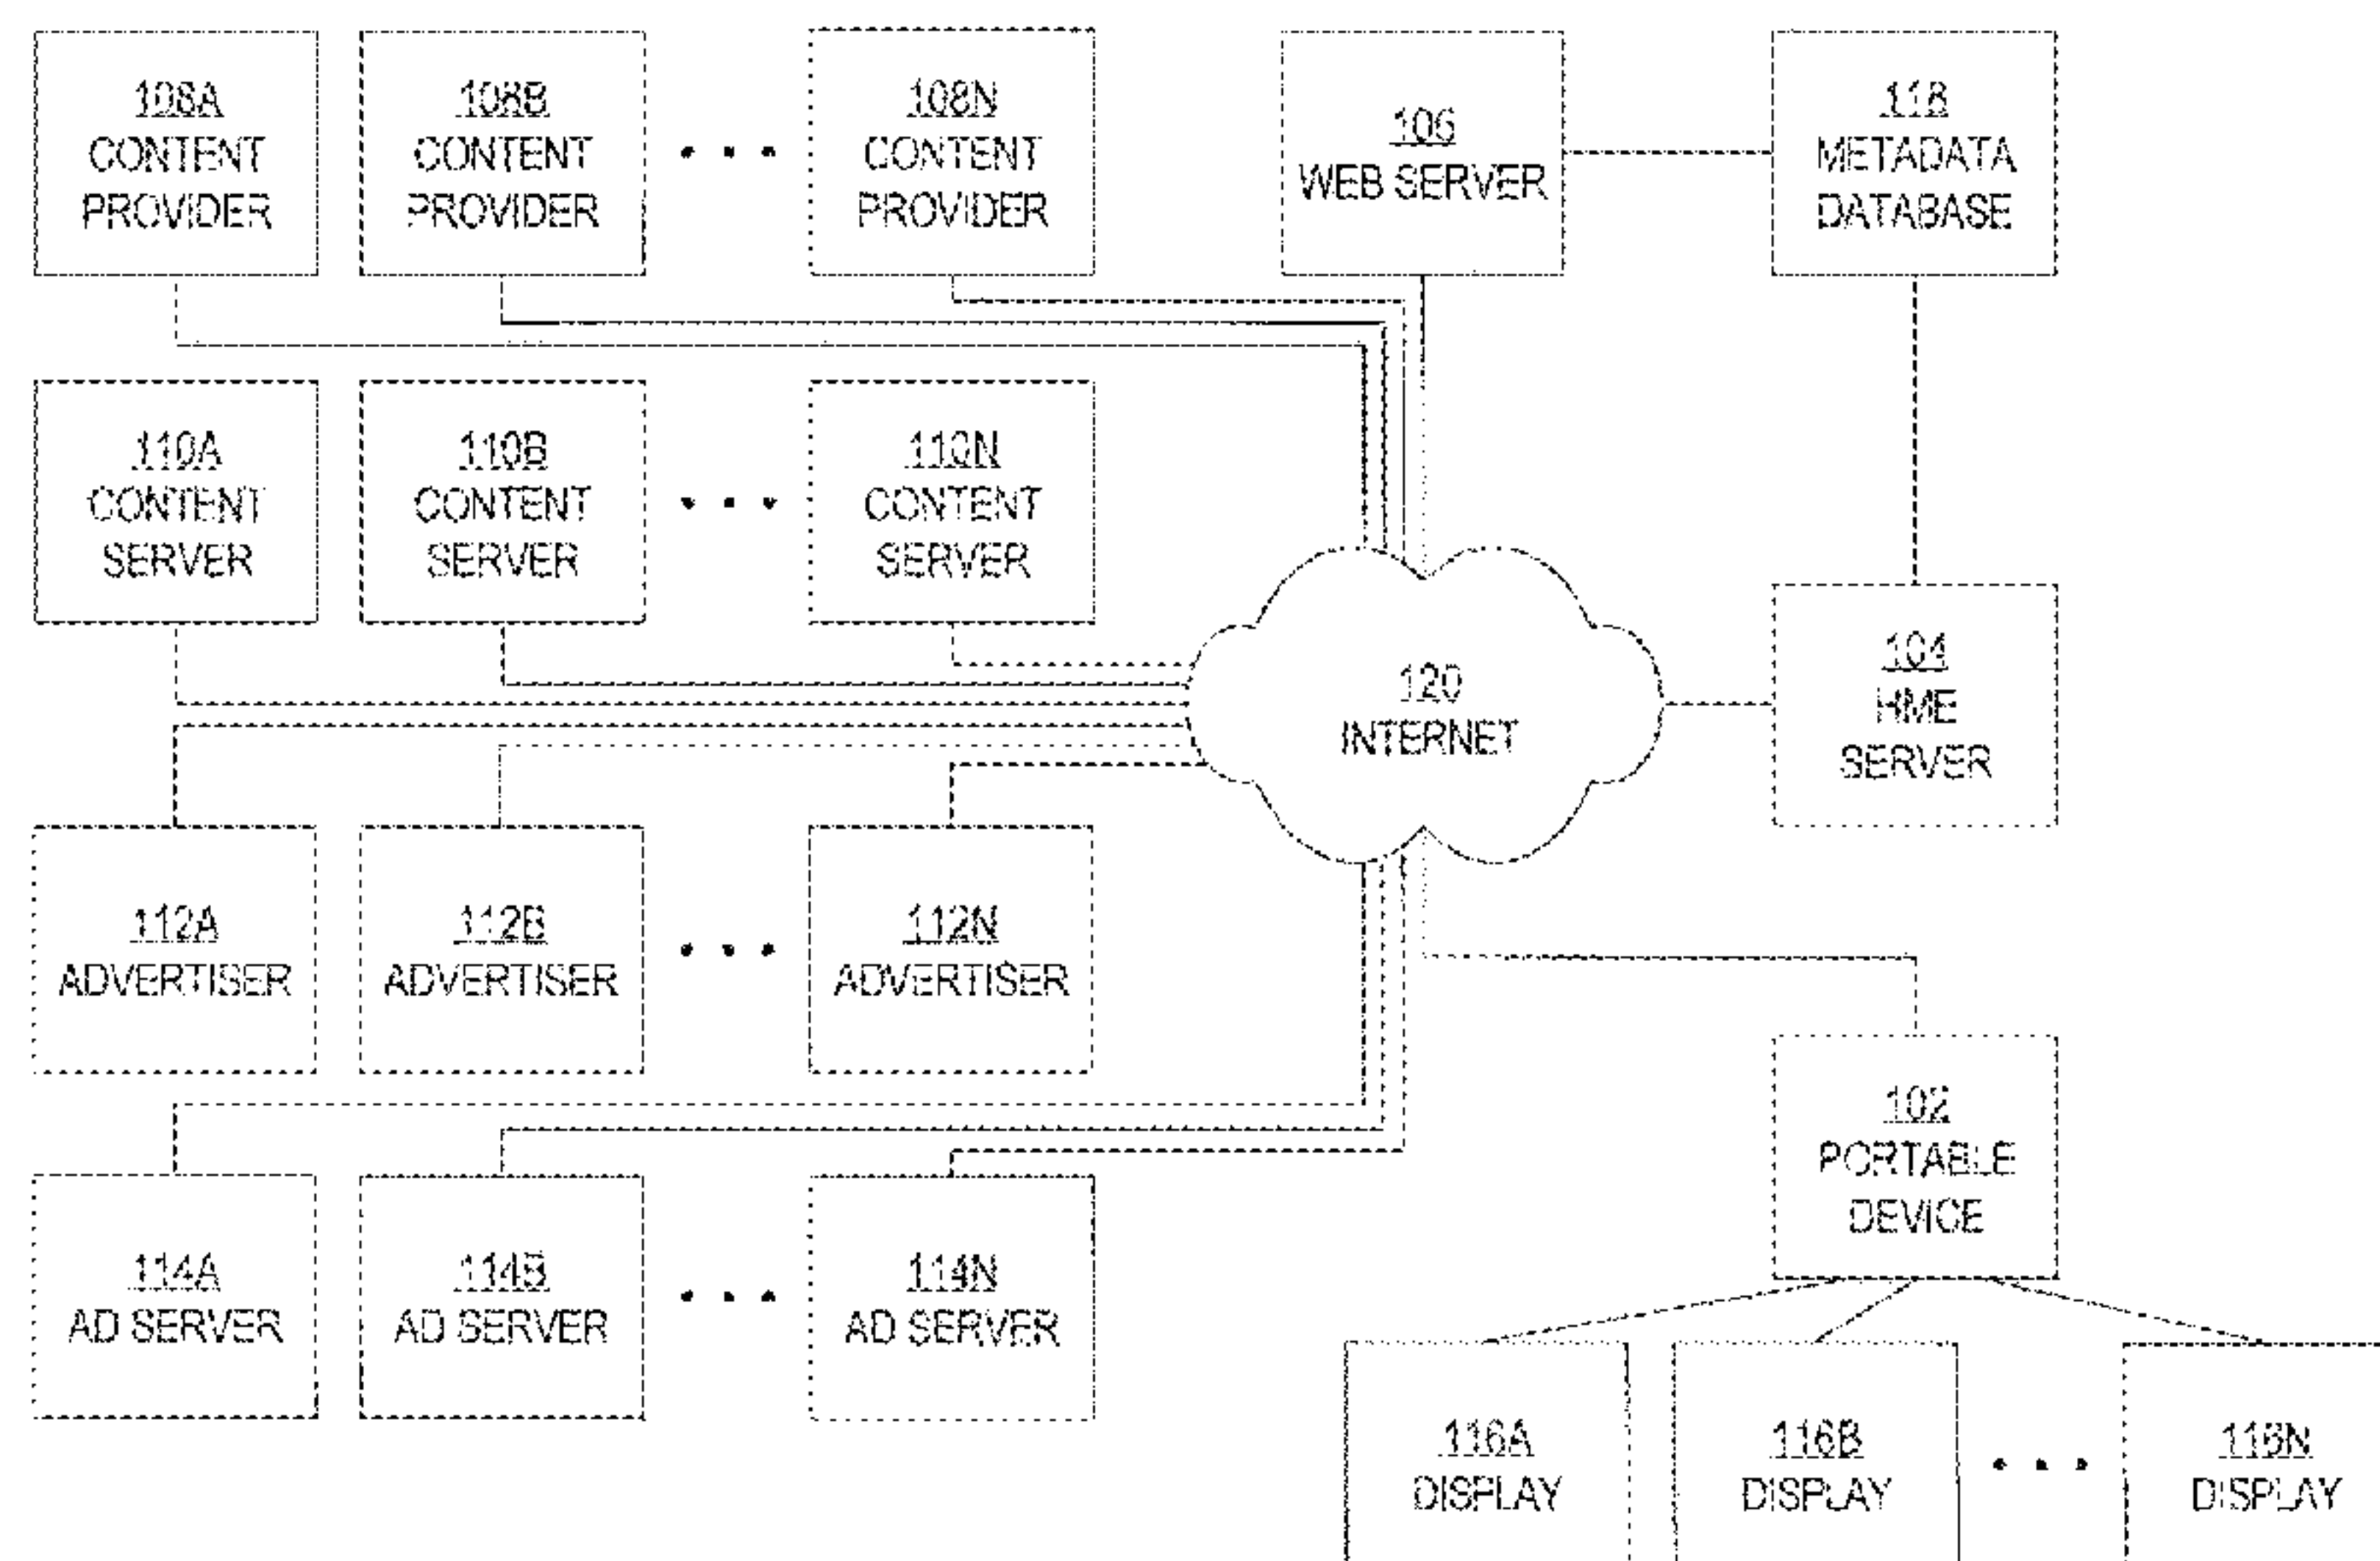 108A
CONTENT
PROVIDER
108B
CONTENT
PROVIDER
• • •
108N
CONTENT
PROVIDER
106
WEB SERVER
118
METADATA
DATABASE
110A
CONTENT
SERVER
110B
CONTENT
SERVER
• • •
110N
CONTENT
SERVER
120
INTERNET
104
HME
SERVER
112A
ADVERTISER
112B
ADVERTISER
• • •
112N
ADVERTISER
102
PORTABLE
DEVICE
114A
AD SERVER
114B
AD SERVER
• • •
114N
AD SERVER
116A
DISPLAY
116B
DISPLAY
• • •
116N
DISPLAY